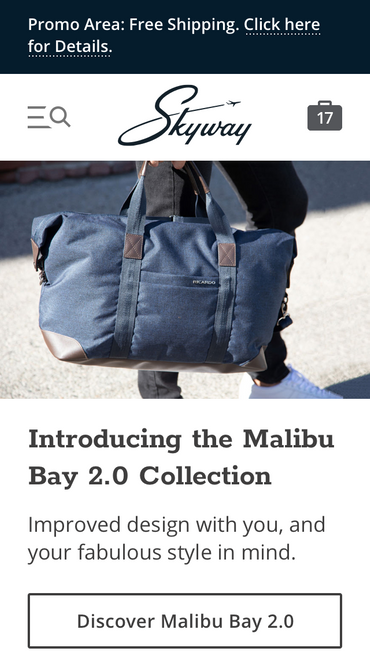 Promo Area: Free Shipping. Click here
for Details.
Skyway
17
PICARDO
Introducing the Malibu
Bay 2.0 Collection
Improved design with you, and
your fabulous style in mind.
Discover Malibu Bay 2.0